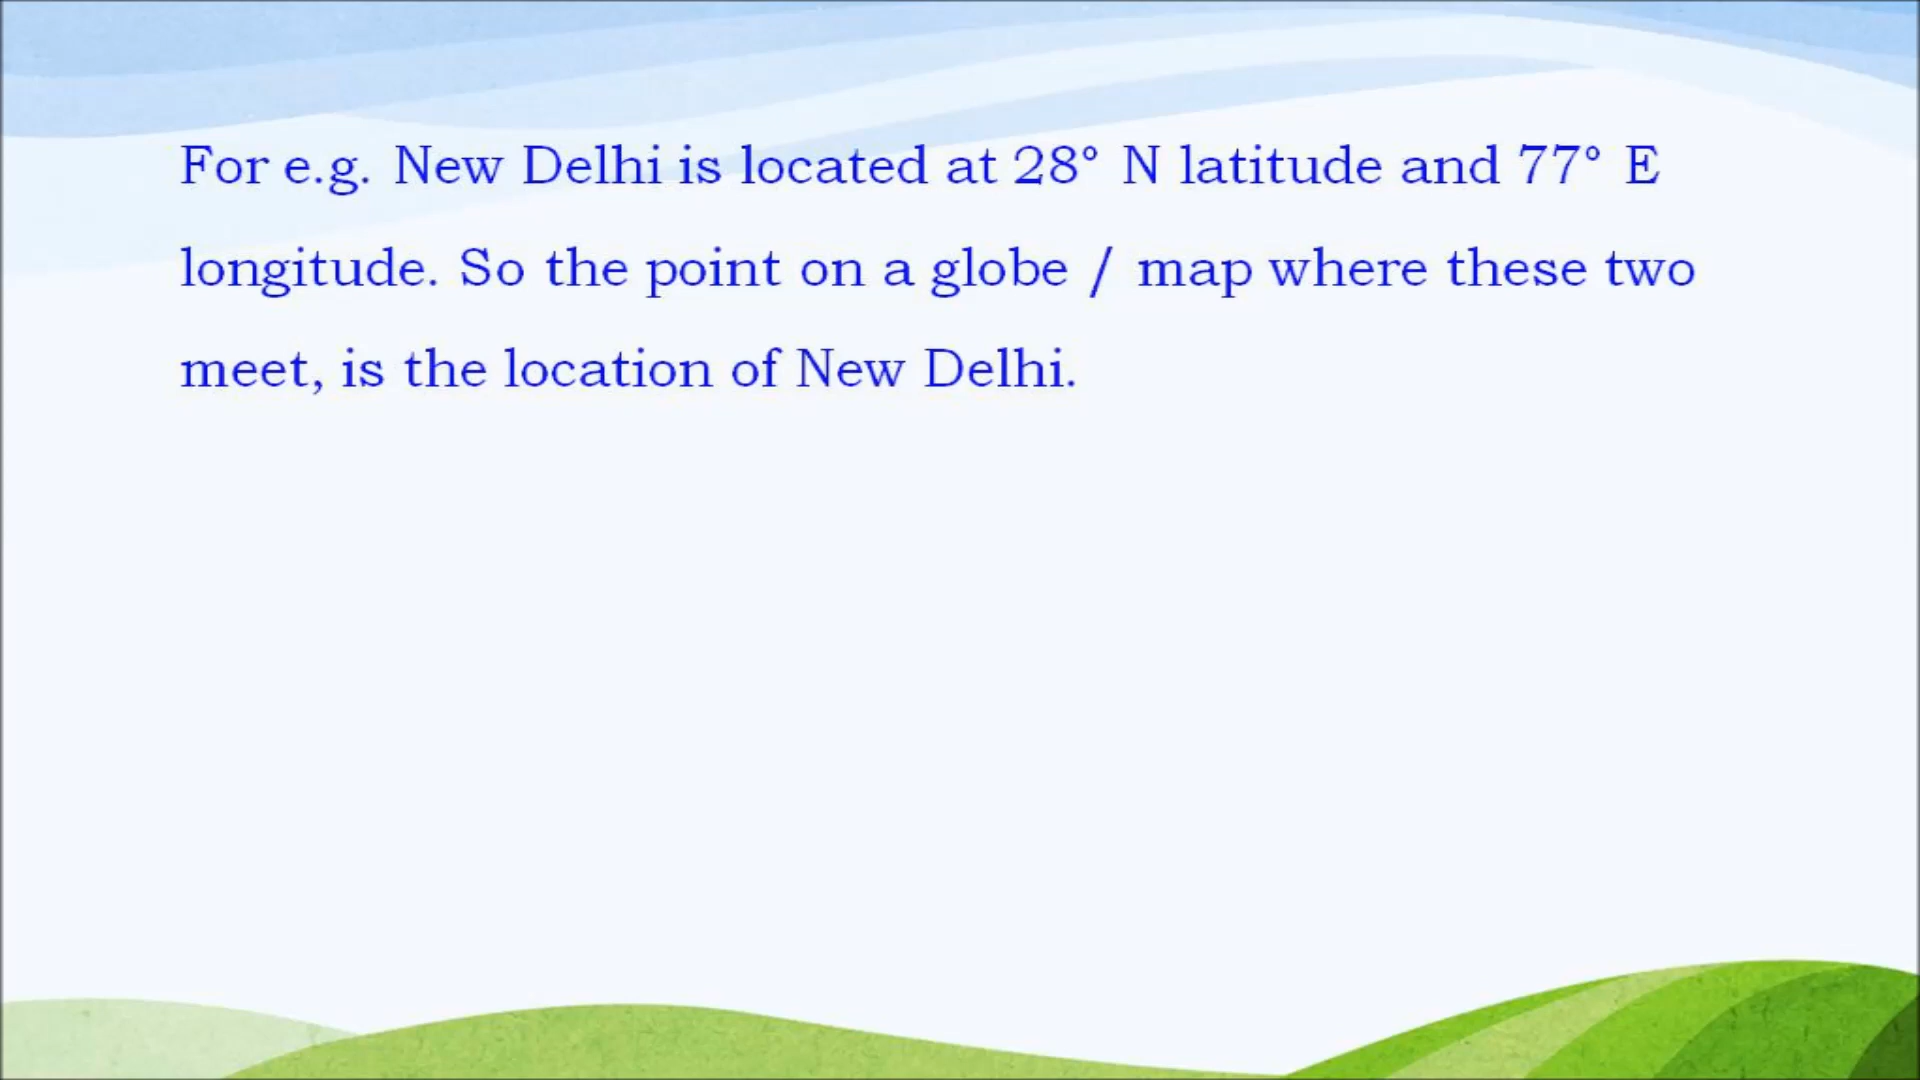 For e.g. New Delhi is located at 28° N latitude and 77° E
longitude. So the point on a globe / map where these two
meet, is the location of New Delhi.